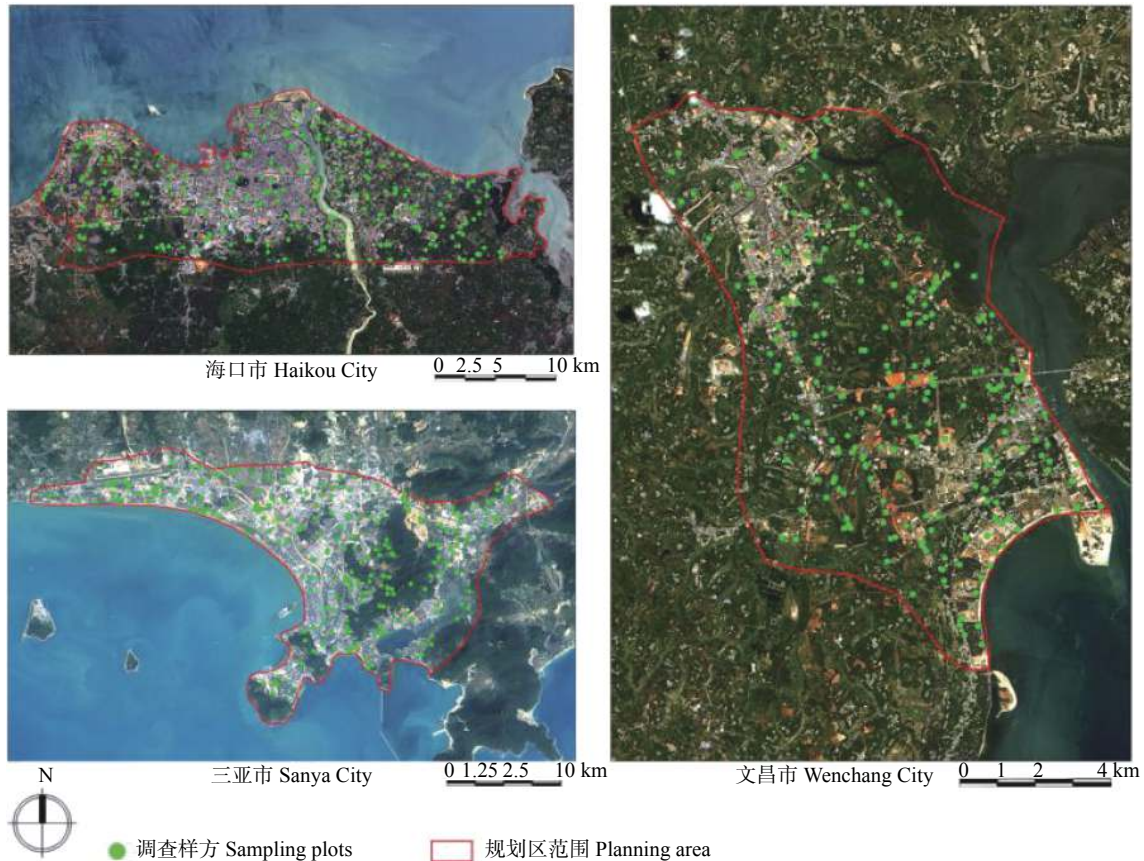 海口市 Haikou City
0 2.5 5 10 km
三亚市 Sanya City
0 1.25 2.5 10 km
文昌市 Wenchang City
0 1 2 4 km
N
调查样方 Sampling plots
规划区范围 Planning area